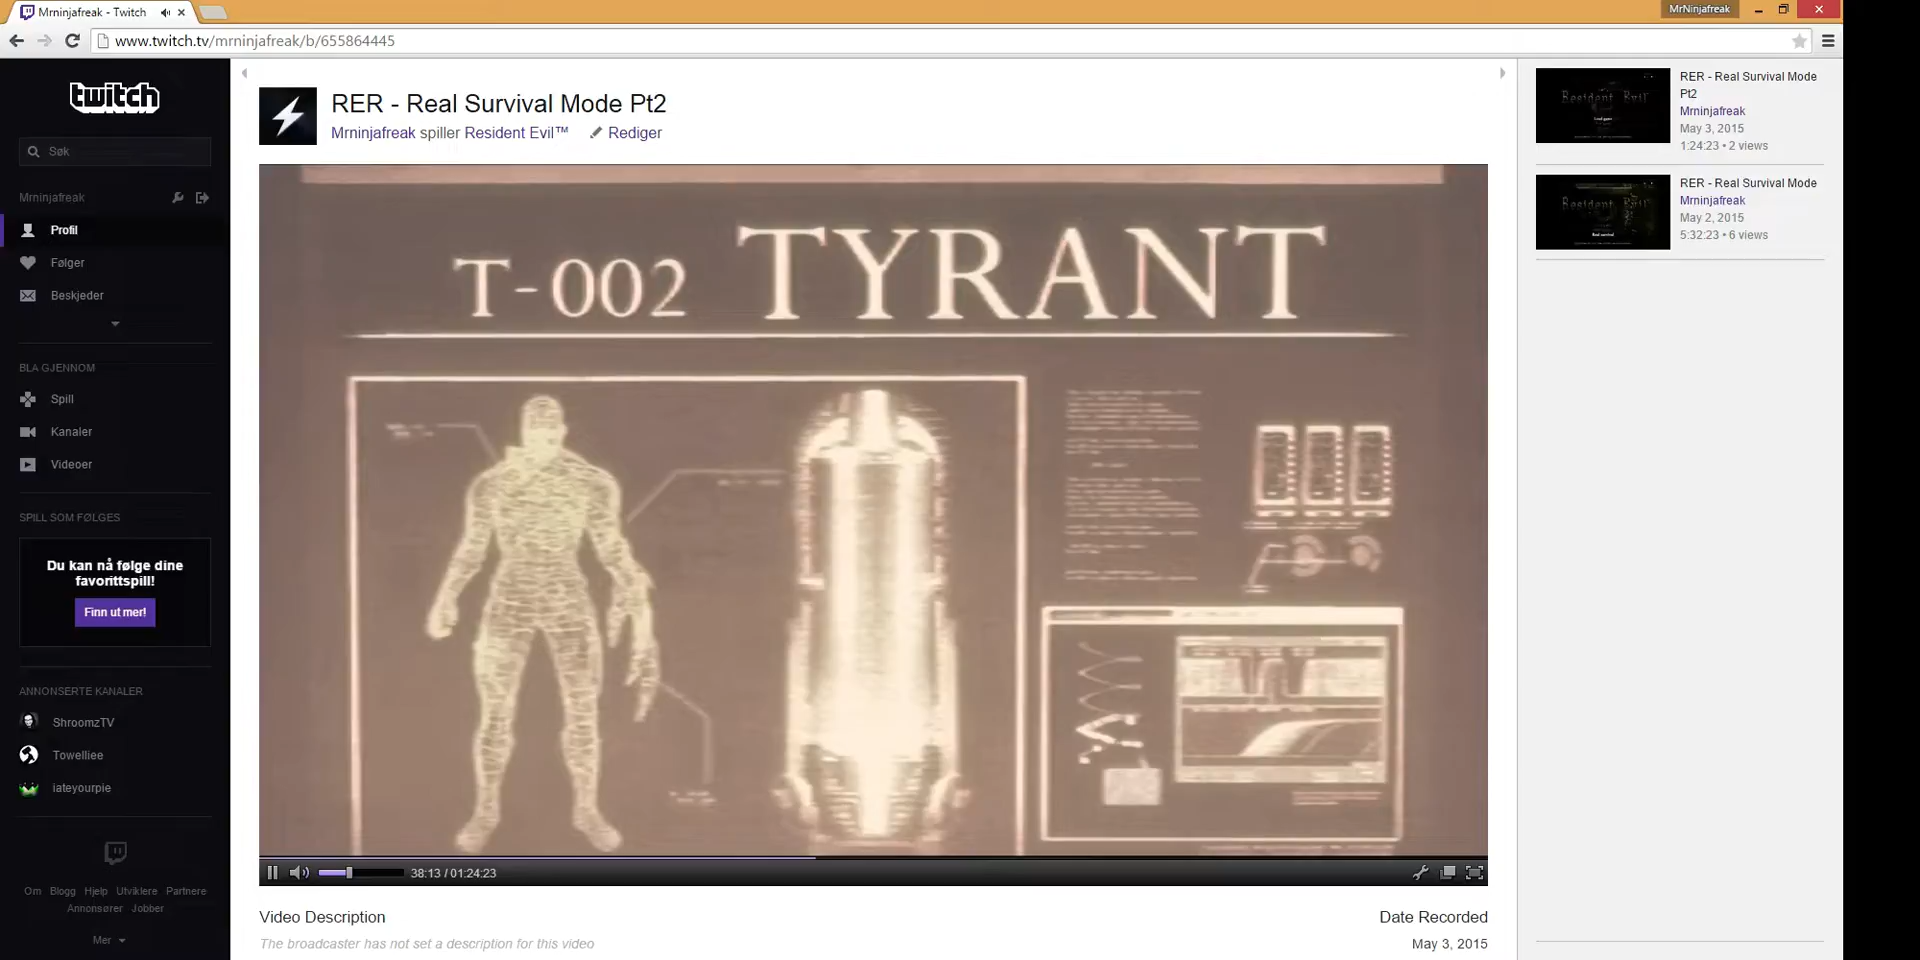 Mrninjafreak - Twitch
MrNinjafreak
www.twitch.tv/mrninjafreak/b/655864445
twitch
Søk
Mrninjafreak
Profil
Følger
Beskjeder
BLA GJENNOM
Spill
Kanaler
Videoer
SPILL SOM FØLGES
Du kan nå følge dine
favorittspill!
Finn ut mer!
ANNONSERTE KANALER
ShroomzTV
Towelliee
iateyourpie
Om Blogg Hjelp Utviklere Partnere
Annonsører Jobber
Mer
RER - Real Survival Mode Pt2
Mrninjafreak spiller Resident Evil™ Rediger
T-002 TYRANT
38:13 / 01:24:23
Video Description
The broadcaster has not set a description for this video
Date Recorded
May 3, 2015
Resident Evil
RER - Real Survival Mode
Pt2
Mrninjafreak
May 3, 2015
1:24:23 • 2 views
Resident Evil
RER - Real Survival Mode
Mrninjafreak
May 2, 2015
5:32:23 • 6 views